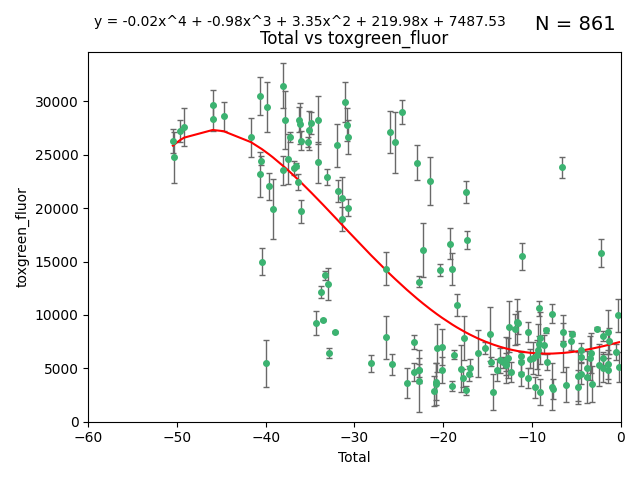 y = -0.02x^4 + -0.98x^3 + 3.35x^2 + 219.98x + 7487.53
N = 861
Total vs toxgreen_fluor
30000
25000
20000
15000
10000
5000
0
toxgreen_fluor
−60 −50 −40 −30 −20 −10 0
Total